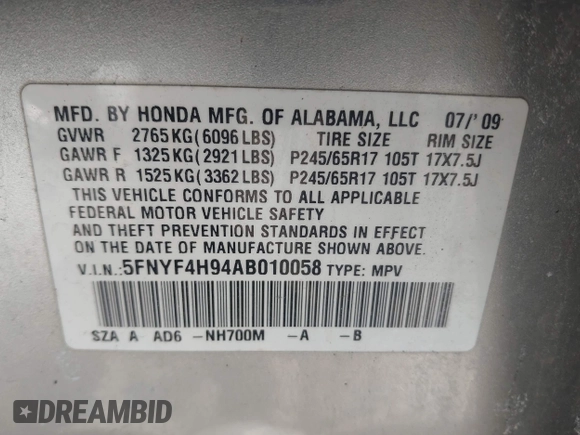 MFD. BY HONDA MFG. OF ALABAMA, LLC 07/'09
GVWR 2765KG(6096LBS) TIRE SIZE RIM SIZE
GAWR F 1325KG(2921LBS) P245/65R17 105T 17X7.5J
GAWR R 1525KG(3362LBS) P245/65R17 105T 17X7.5J
THIS VEHICLE CONFORMS TO ALL APPLICABLE
FEDERAL MOTOR VEHICLE SAFETY
AND THEFT PREVENTION STANDARDS IN EFFECT
ON THE DATE OF MANUFACTURE SHOWN ABOVE.
V.I.N.:5FNYF4H94AB010058 TYPE: MPV
SZA A AD6 -NH700M -A -B
DREAMBID